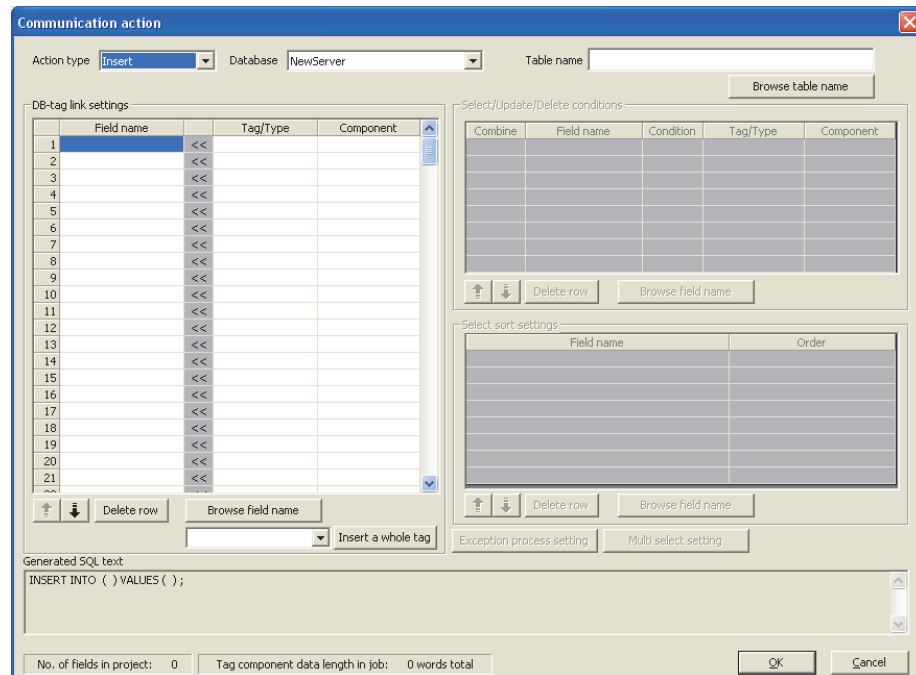 Communication action
Action type Insert Database NewServer Table name
Browse table name
DB-tag link settings
Field name Tag/Type Component
1 <<
2 <<
3 <<
4 <<
5 <<
6 <<
7 <<
8 <<
9 <<
10 <<
11 <<
12 <<
13 <<
14 <<
15 <<
16 <<
17 <<
18 <<
19 <<
20 <<
21 <<
Delete row Browse field name
Insert a whole tag
Select/Update/Delete conditions
Combine Field name Condition Tag/Type Component
Delete row Browse field name
Select sort settings
Field name Order
Delete row Browse field name
Exception process setting Multi select setting
Generated SQL text
INSERT INTO ( ) VALUES ( );
No. of fields in project: 0 Tag component data length in job: 0 words total
OK Cancel